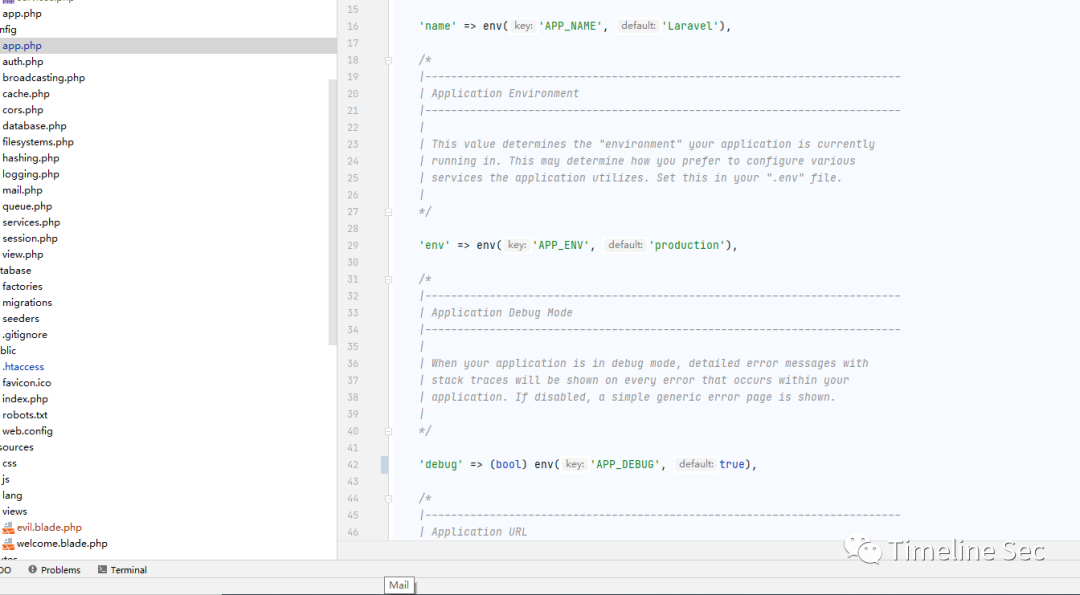 app.php
nfig
app.php
auth.php
broadcasting.php
cache.php
cors.php
database.php
filesystems.php
hashing.php
logging.php
mail.php
queue.php
services.php
session.php
view.php
tabase
factories
migrations
seeders
.gitignore
blic
.htaccess
favicon.ico
index.php
robots.txt
web.config
sources
css
js
lang
views
evil.blade.php
welcome.blade.php
15
16 'name' => env( key: 'APP_NAME', default: 'Laravel'),
17
18 /*
19 |--------------------------------------------------------------------------
20 | Application Environment
21 |--------------------------------------------------------------------------
22 |
23 | This value determines the "environment" your application is currently
24 | running in. This may determine how you prefer to configure various
25 | services the application utilizes. Set this in your ".env" file.
26 |
27 */
28
29 'env' => env( key: 'APP_ENV', default: 'production'),
30
31 /*
32 |--------------------------------------------------------------------------
33 | Application Debug Mode
34 |--------------------------------------------------------------------------
35 |
36 | When your application is in debug mode, detailed error messages with
37 | stack traces will be shown on every error that occurs within your
38 | application. If disabled, a simple generic error page is shown.
39 |
40 */
41
42 'debug' => (bool) env( key: 'APP_DEBUG', default: true),
43
44 /*
45 |--------------------------------------------------------------------------
46 | Application URL
Timeline Sec
DO Problems Terminal
Mail